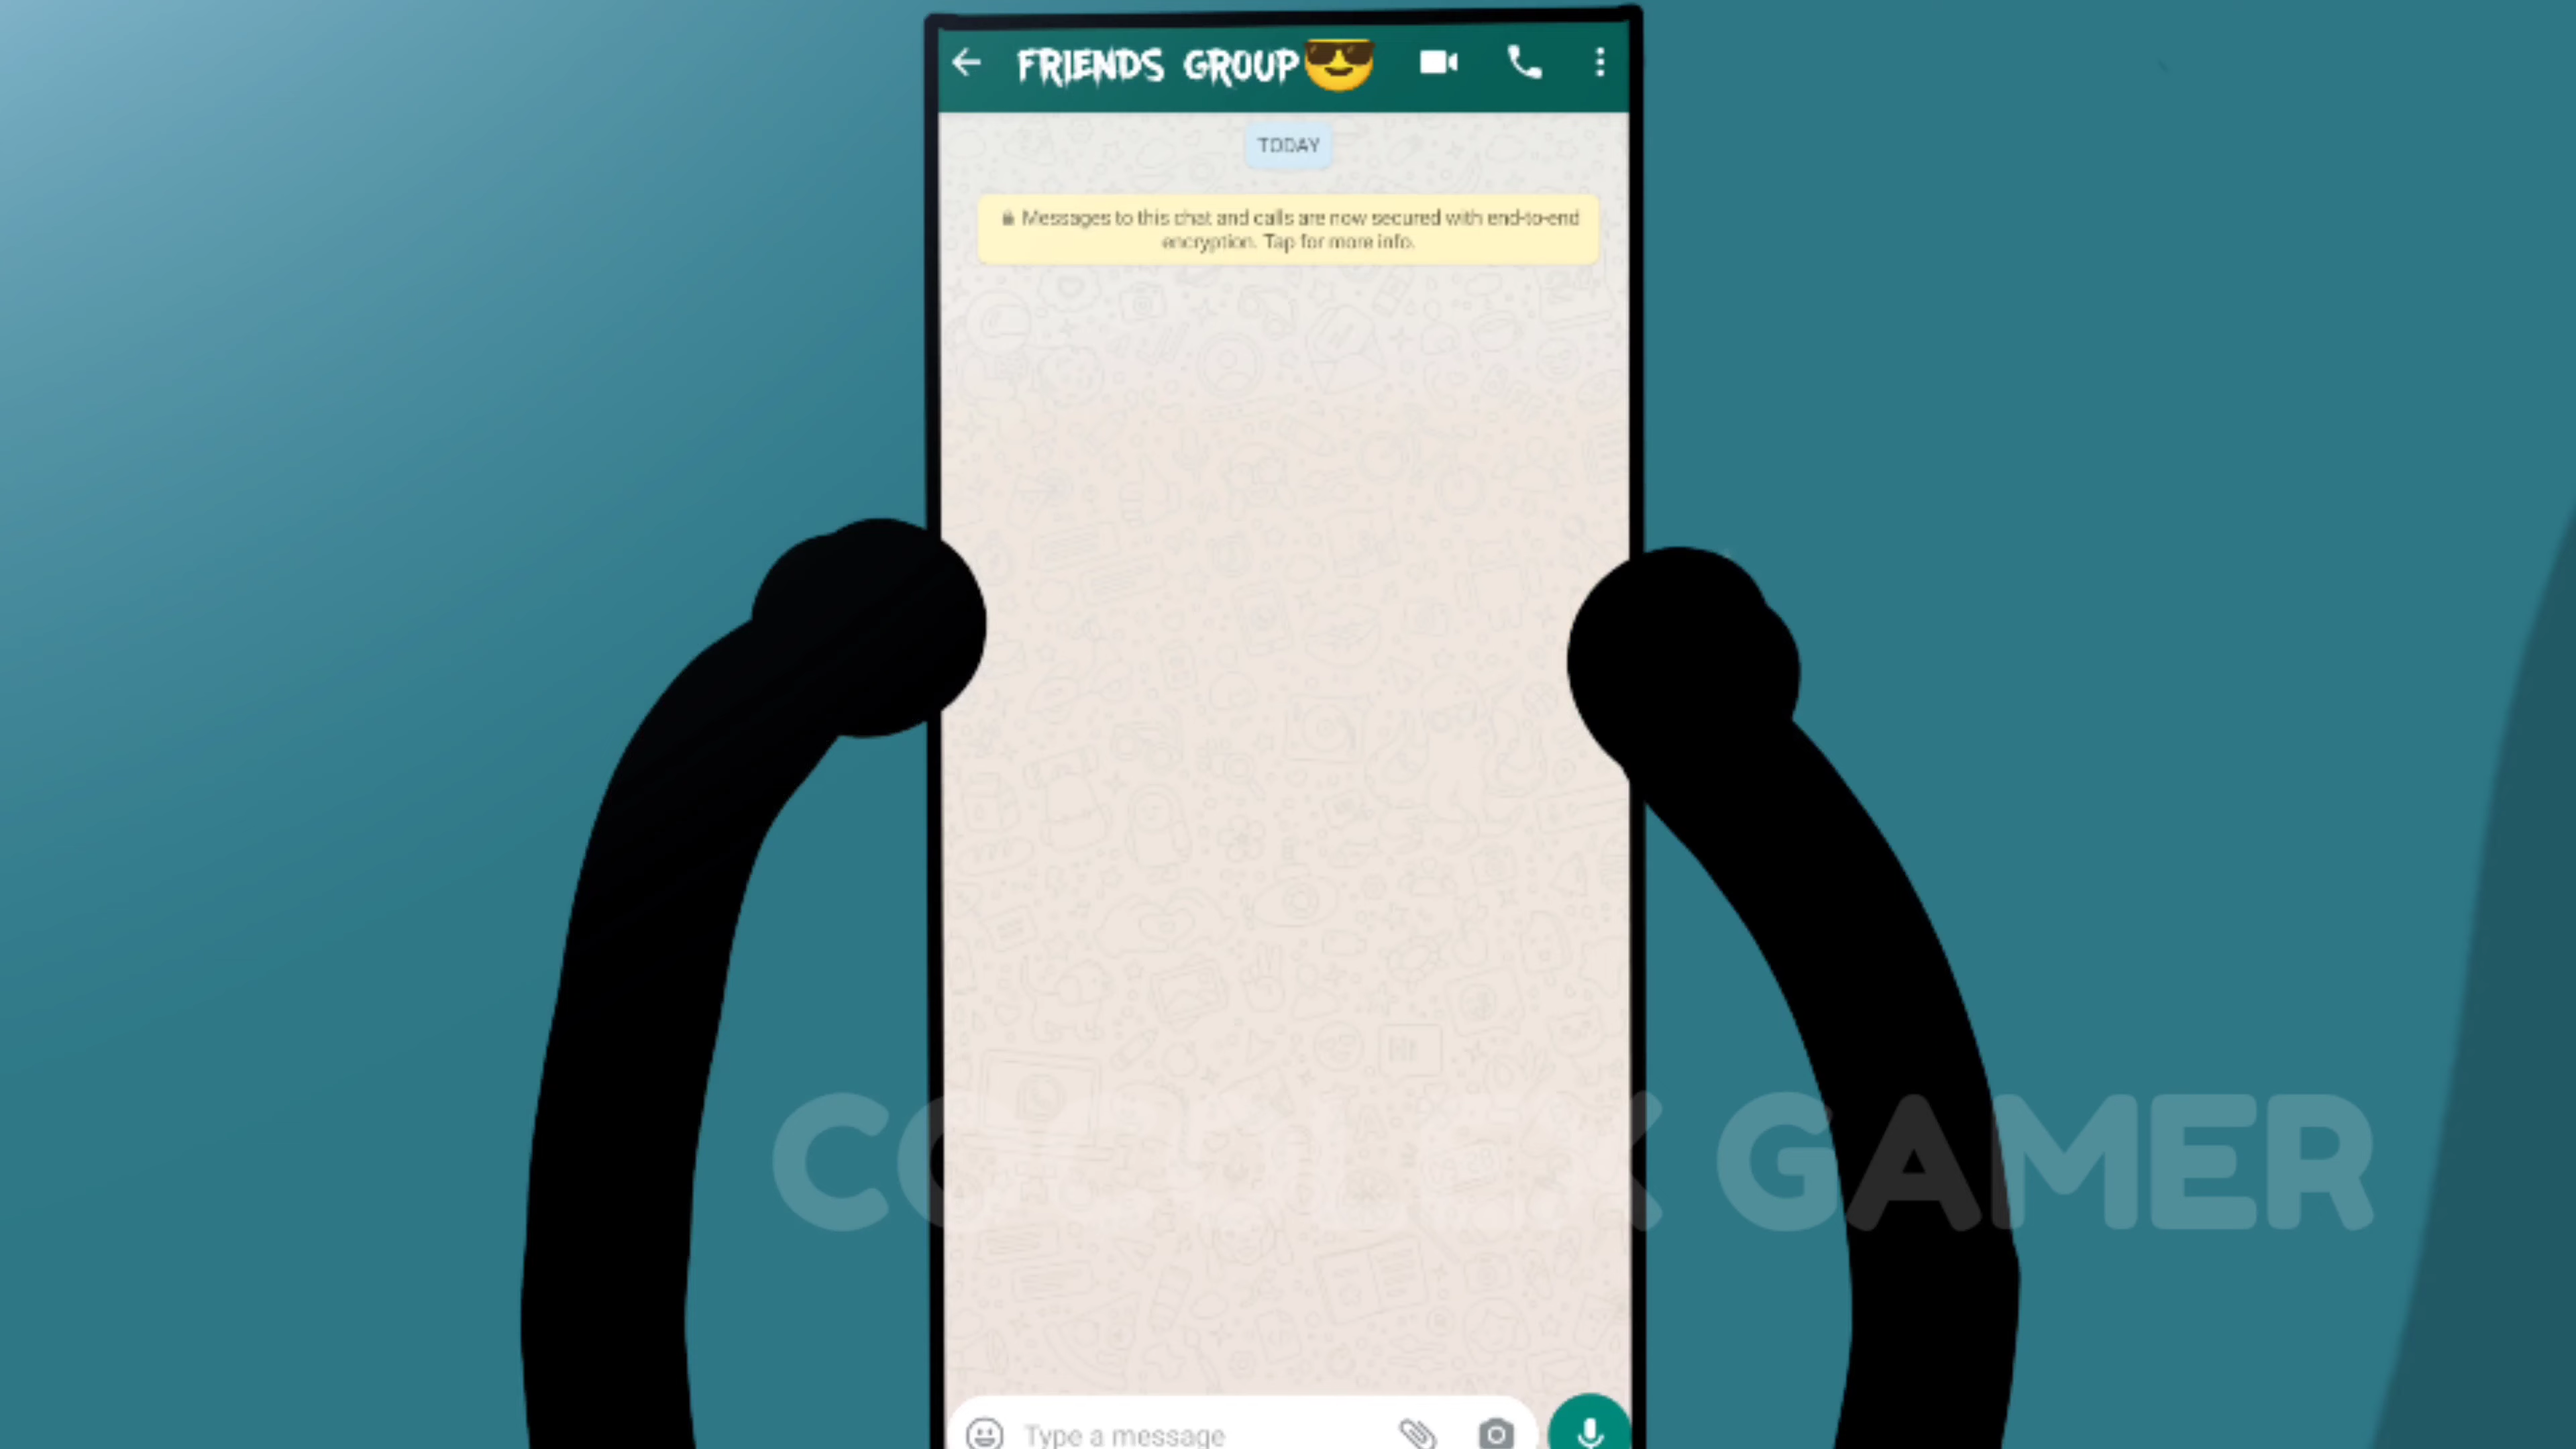 FRIENDS GROUP😎
TODAY
Messages to this chat and calls are now secured with end-to-end
encryption. Tap for more info.
GAMER
Type a message